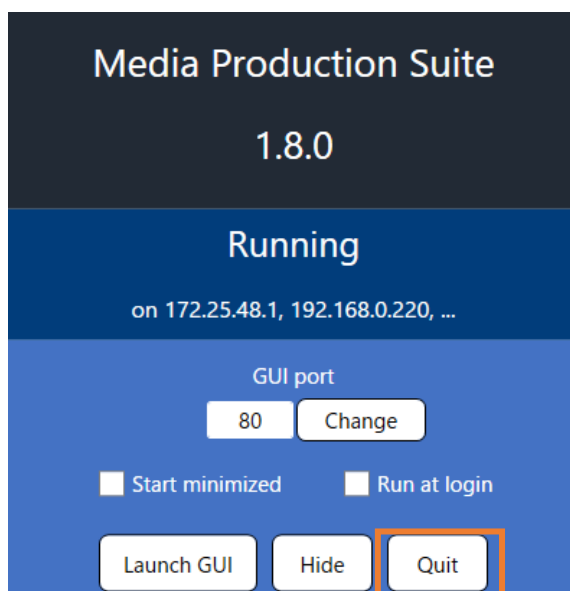 Media Production Suite
1.8.0
Running
on 172.25.48.1, 192.168.0.220, ...
GUI port
80 Change
Start minimized Run at login
Launch GUI Hide Quit